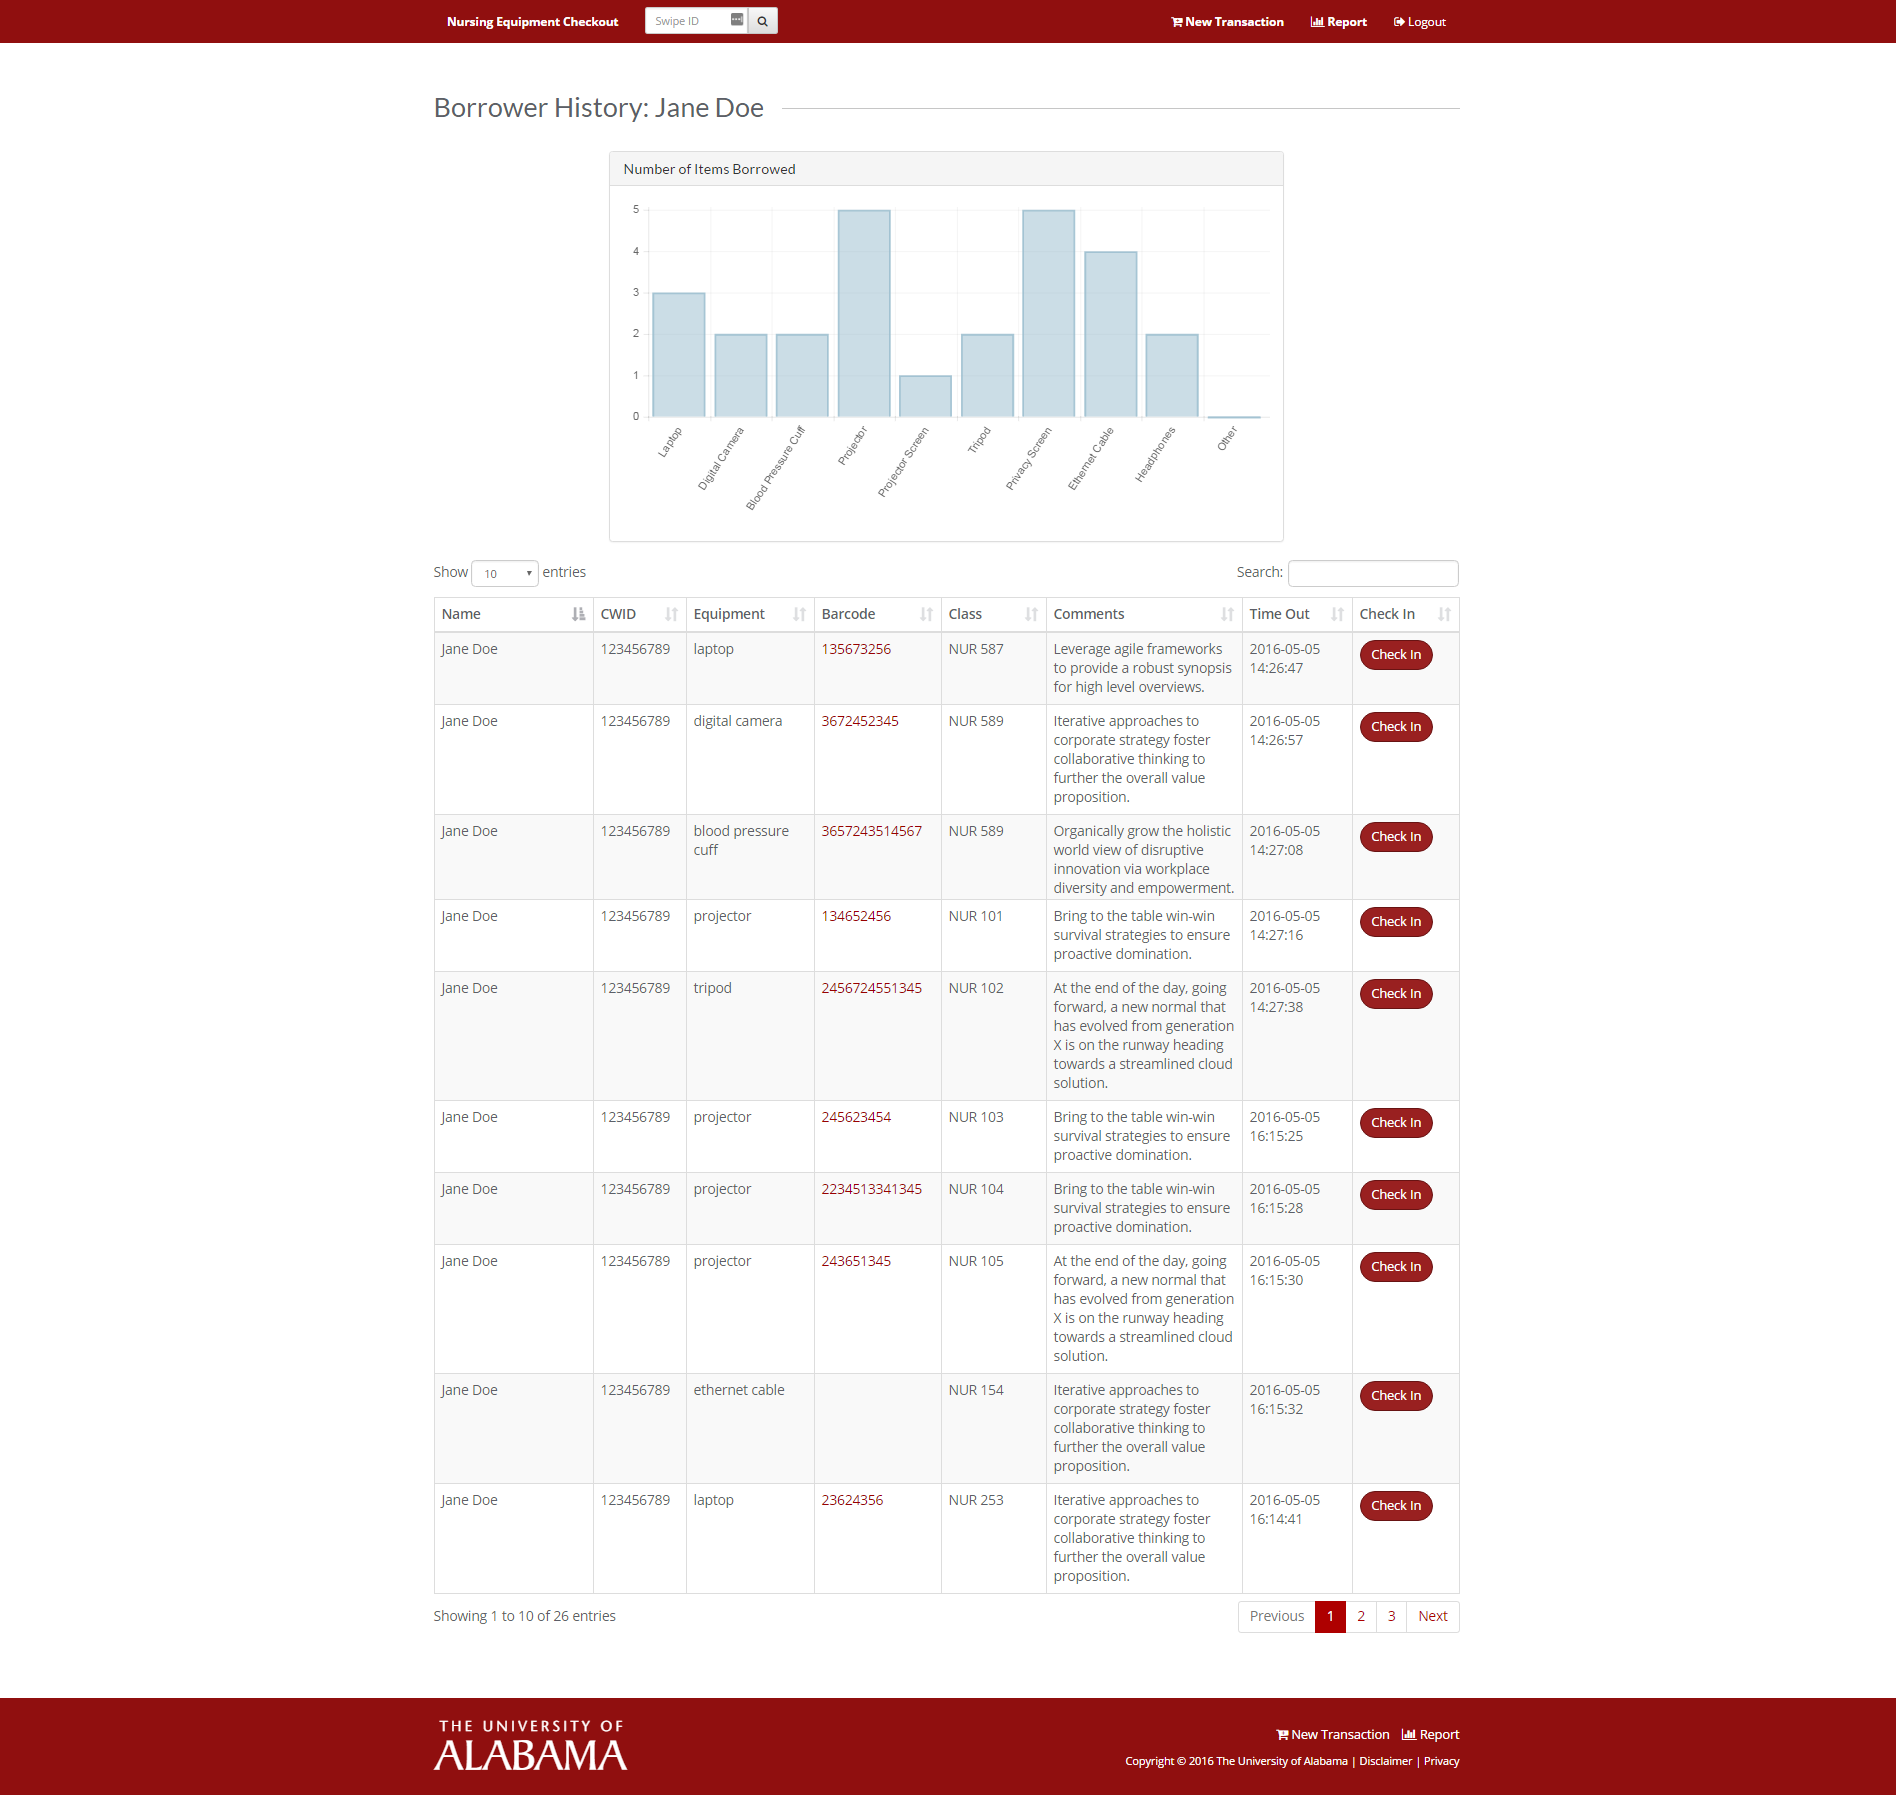 Nursing Equipment Checkout Swipe ID New Transaction Report Logout
Borrower History: Jane Doe
Number of Items Borrowed
5
4
3
2
1
0
Laptop Digital Camera Blood Pressure Cuff Projector Projector Screen Tripod Privacy Screen Ethernet Cable Headphones Other
Show 10 entries Search:
Name CWID Equipment Barcode Class Comments Time Out Check In
Jane Doe 123456789 laptop 135673256 NUR 587 Leverage agile frameworks 2016-05-05 Check In
to provide a robust synopsis 14:26:47
for high level overviews.
Jane Doe 123456789 digital camera 3672452345 NUR 589 Iterative approaches to 2016-05-05 Check In
corporate strategy foster 14:26:57
collaborative thinking to
further the overall value
proposition.
Jane Doe 123456789 blood pressure 3657243514567 NUR 589 Organically grow the holistic 2016-05-05 Check In
cuff world view of disruptive 14:27:08
innovation via workplace
diversity and empowerment.
Jane Doe 123456789 projector 134652456 NUR 101 Bring to the table win-win 2016-05-05 Check In
survival strategies to ensure 14:27:16
proactive domination.
Jane Doe 123456789 tripod 2456724551345 NUR 102 At the end of the day, going 2016-05-05 Check In
forward, a new normal that 14:27:38
has evolved from generation
X is on the runway heading
towards a streamlined cloud
solution.
Jane Doe 123456789 projector 245623454 NUR 103 Bring to the table win-win 2016-05-05 Check In
survival strategies to ensure 16:15:25
proactive domination.
Jane Doe 123456789 projector 2234513341345 NUR 104 Bring to the table win-win 2016-05-05 Check In
survival strategies to ensure 16:15:28
proactive domination.
Jane Doe 123456789 projector 243651345 NUR 105 At the end of the day, going 2016-05-05 Check In
forward, a new normal that 16:15:30
has evolved from generation
X is on the runway heading
towards a streamlined cloud
solution.
Jane Doe 123456789 ethernet cable NUR 154 Iterative approaches to 2016-05-05 Check In
corporate strategy foster 16:15:32
collaborative thinking to
further the overall value
proposition.
Jane Doe 123456789 laptop 23624356 NUR 253 Iterative approaches to 2016-05-05 Check In
corporate strategy foster 16:14:41
collaborative thinking to
further the overall value
proposition.
Showing 1 to 10 of 26 entries Previous 1 2 3 Next
THE UNIVERSITY OF
ALABAMA
New Transaction Report
Copyright © 2016 The University of Alabama | Disclaimer | Privacy